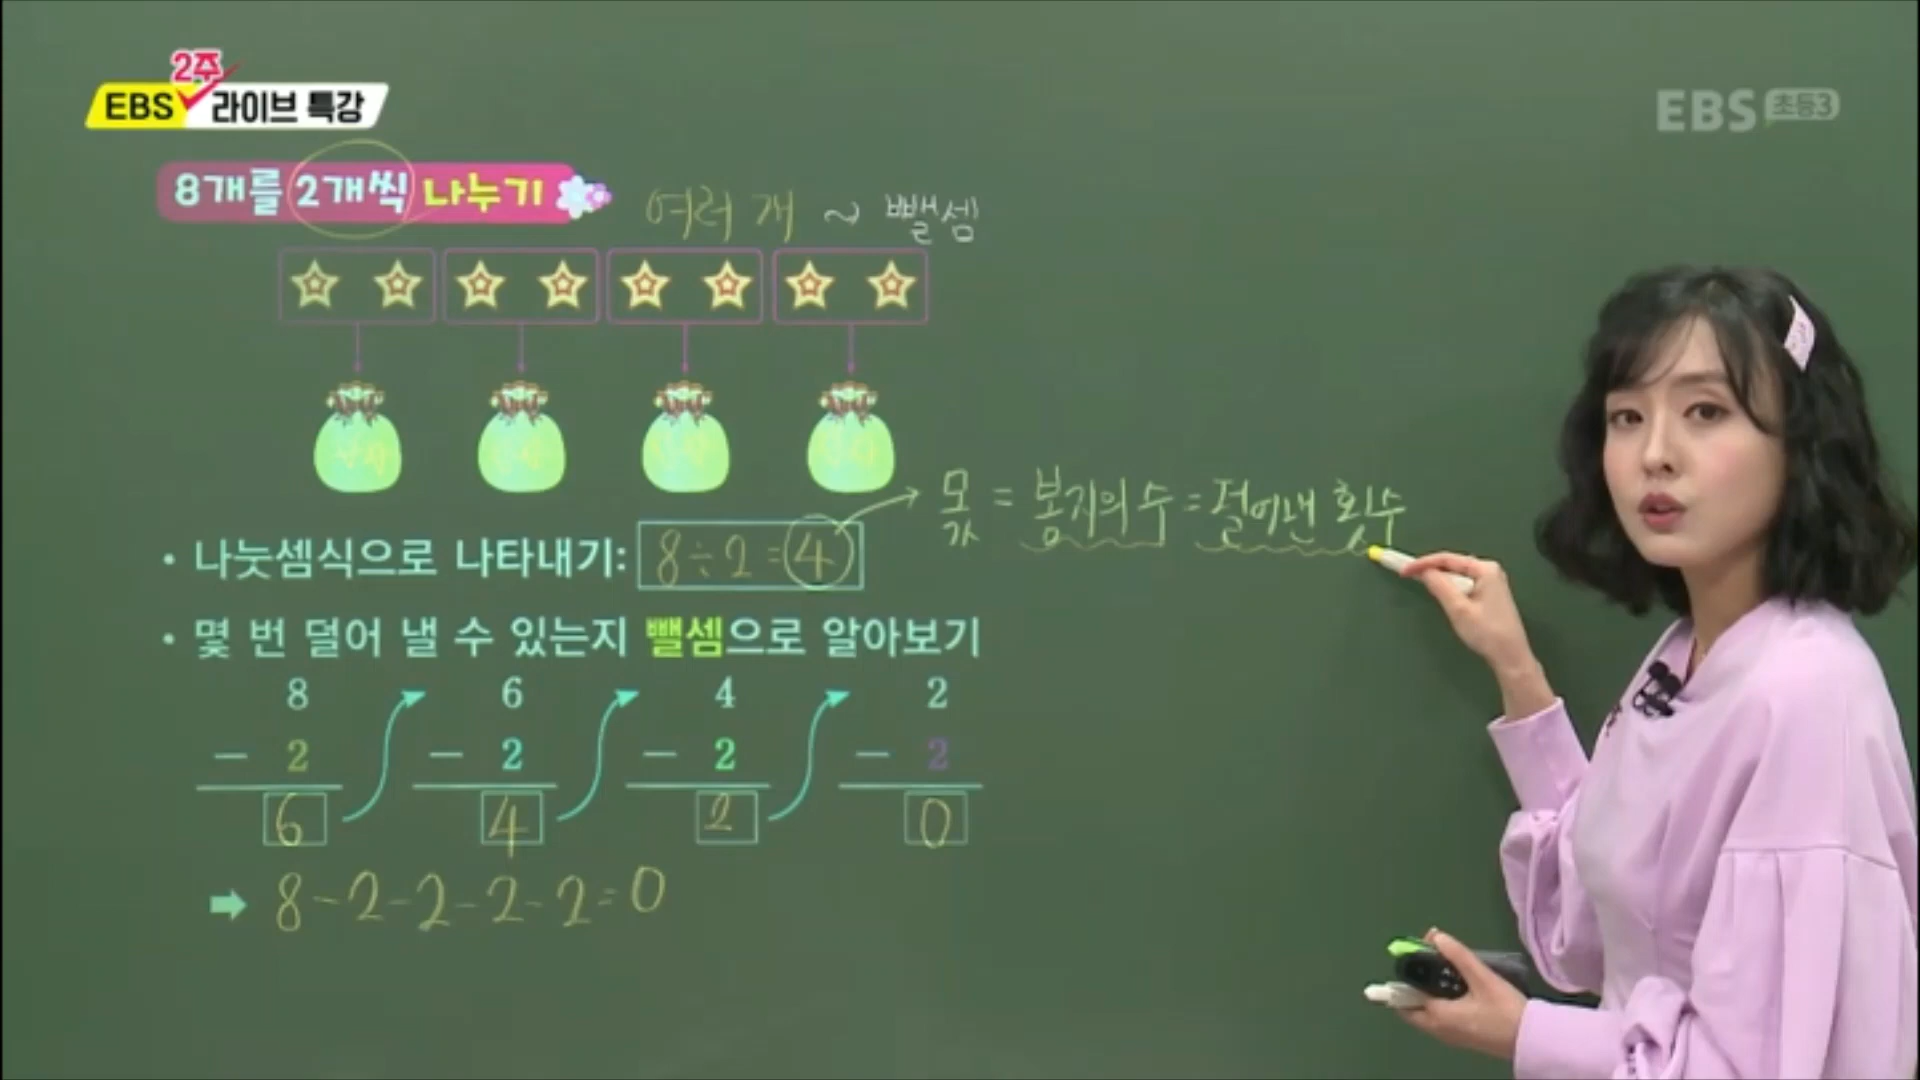 2주
EBS 라이브 특강
EBS 초등3
8개를 2개씩 나누기
여러 개 ~ 뺄셈
몫 = 봉지의 수 = 덜어낸 횟수
• 나눗셈식으로 나타내기: 8÷2=4
• 몇 번 덜어 낼 수 있는지 뺄셈으로 알아보기
8 6 4 2
− 2 − 2 − 2 − 2
6 4 2 0
➡ 8-2-2-2-2=0